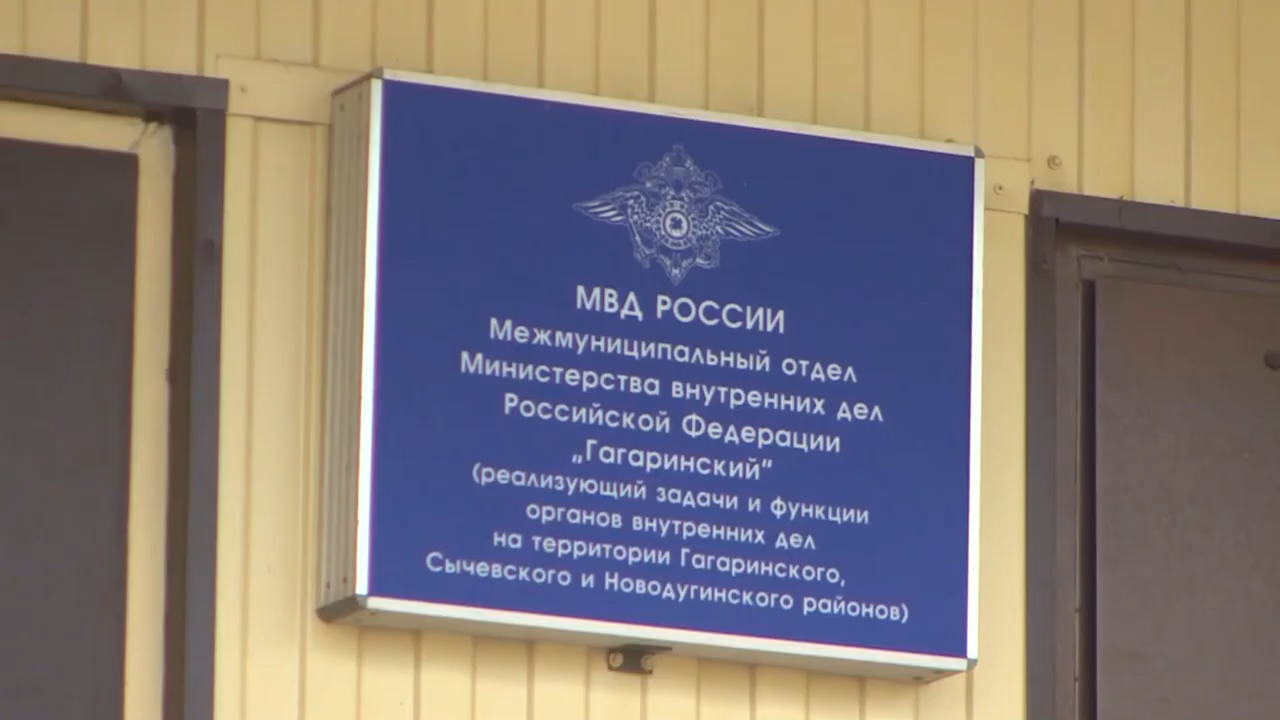 МВД РОССИИ
Межмуниципальный отдел
Министерства внутренних дел
Российской Федерации
„Гагаринский“
(реализующий задачи и функции
органов внутренних дел
на территории Гагаринского,
Сычевского и Новодугинского районов)